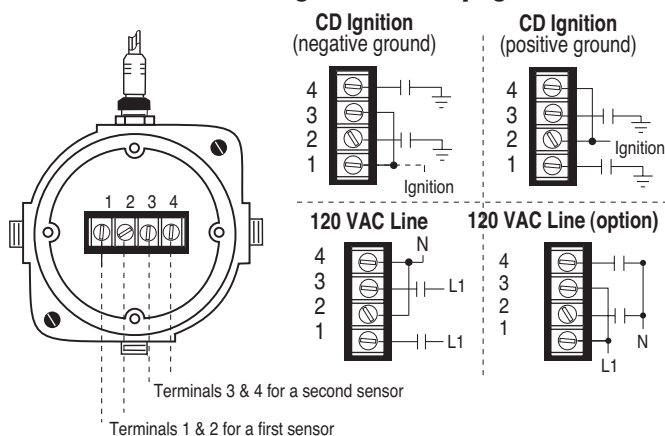 CD Ignition
(negative ground)
4
3
2
1
Ignition
CD Ignition
(positive ground)
4
3
2
1
Ignition
1 2 3 4
120 VAC Line
N
4
3
2
1
L1
L1
120 VAC Line (option)
4
3
2
1
N
L1
Terminals 3 & 4 for a second sensor
Terminals 1 & 2 for a first sensor